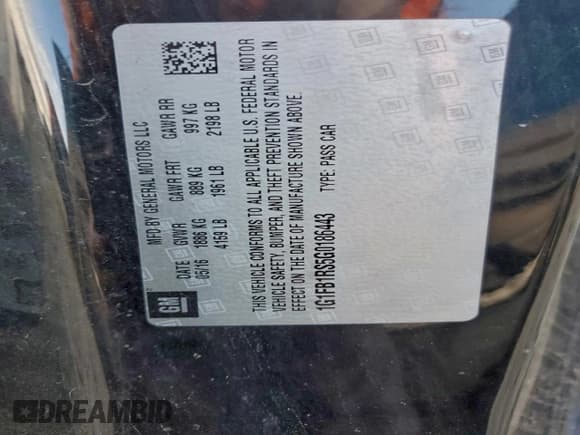 GM
MFD BY GENERAL MOTORS LLC
DATE GVWR GAWR FRT GAWR RR
05/16 1886 KG 889 KG 997 KG
4159 LB 1961 LB 2198 LB
THIS VEHICLE CONFORMS TO ALL APPLICABLE U.S. FEDERAL MOTOR
VEHICLE SAFETY, BUMPER, AND THEFT PREVENTION STANDARDS IN
EFFECT ON THE DATE OF MANUFACTURE SHOWN ABOVE.
1G1FB1RS5G0186443 TYPE: PASS CAR
DREAMBID